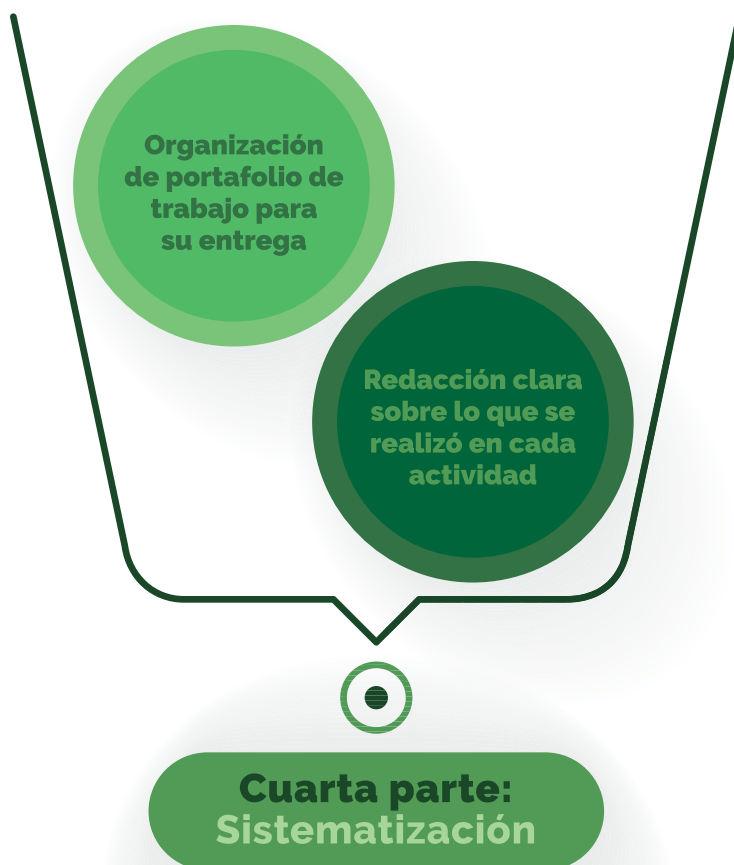 Organización
de portafolio de
trabajo para
su entrega
Redacción clara
sobre lo que se
realizó en cada
actividad
Cuarta parte:
Sistematización